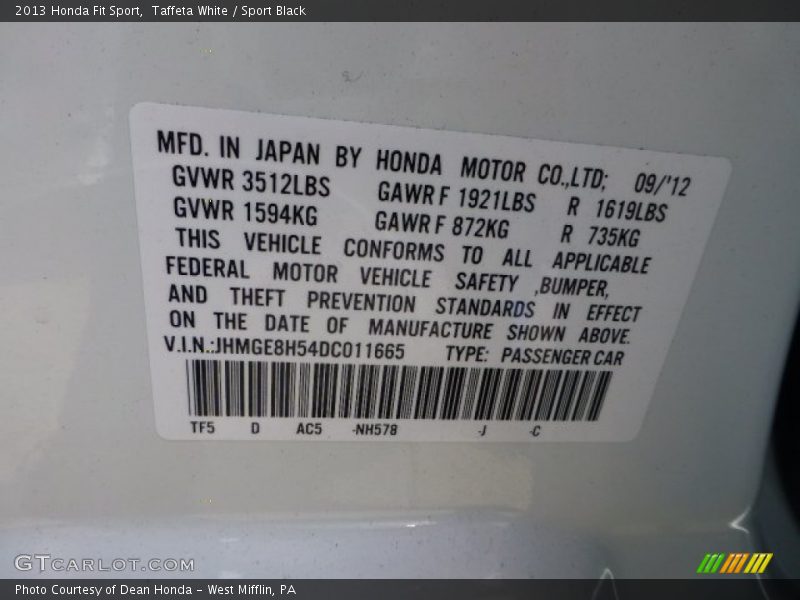 2013 Honda Fit Sport,  Taffeta White / Sport Black
MFD. IN JAPAN BY HONDA MOTOR CO.,LTD; 09/'12
GVWR 3512LBS GAWR F 1921LBS R 1619LBS
GVWR 1594KG GAWR F 872KG R 735KG
THIS VEHICLE CONFORMS TO ALL APPLICABLE
FEDERAL MOTOR VEHICLE SAFETY ,BUMPER,
AND THEFT PREVENTION STANDARDS IN EFFECT
ON THE DATE OF MANUFACTURE SHOWN ABOVE.
V.I.N.:JHMGE8H54DC011665 TYPE: PASSENGER CAR
TF5 D AC5 -NH578 -J -C
GTCARLOT.COM
Photo Courtesy of Dean Honda - West Mifflin, PA